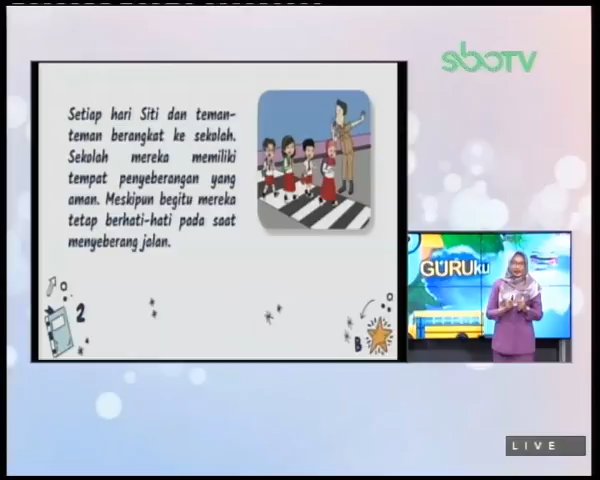 sboTV
Setiap hari Siti dan teman-
teman berangkat ke sekolah.
Sekolah mereka memiliki
tempat penyeberangan yang
aman. Meskipun begitu mereka
tetap berhati-hati pada saat
menyeberang jalan.
GURUKU
2
B
LIVE